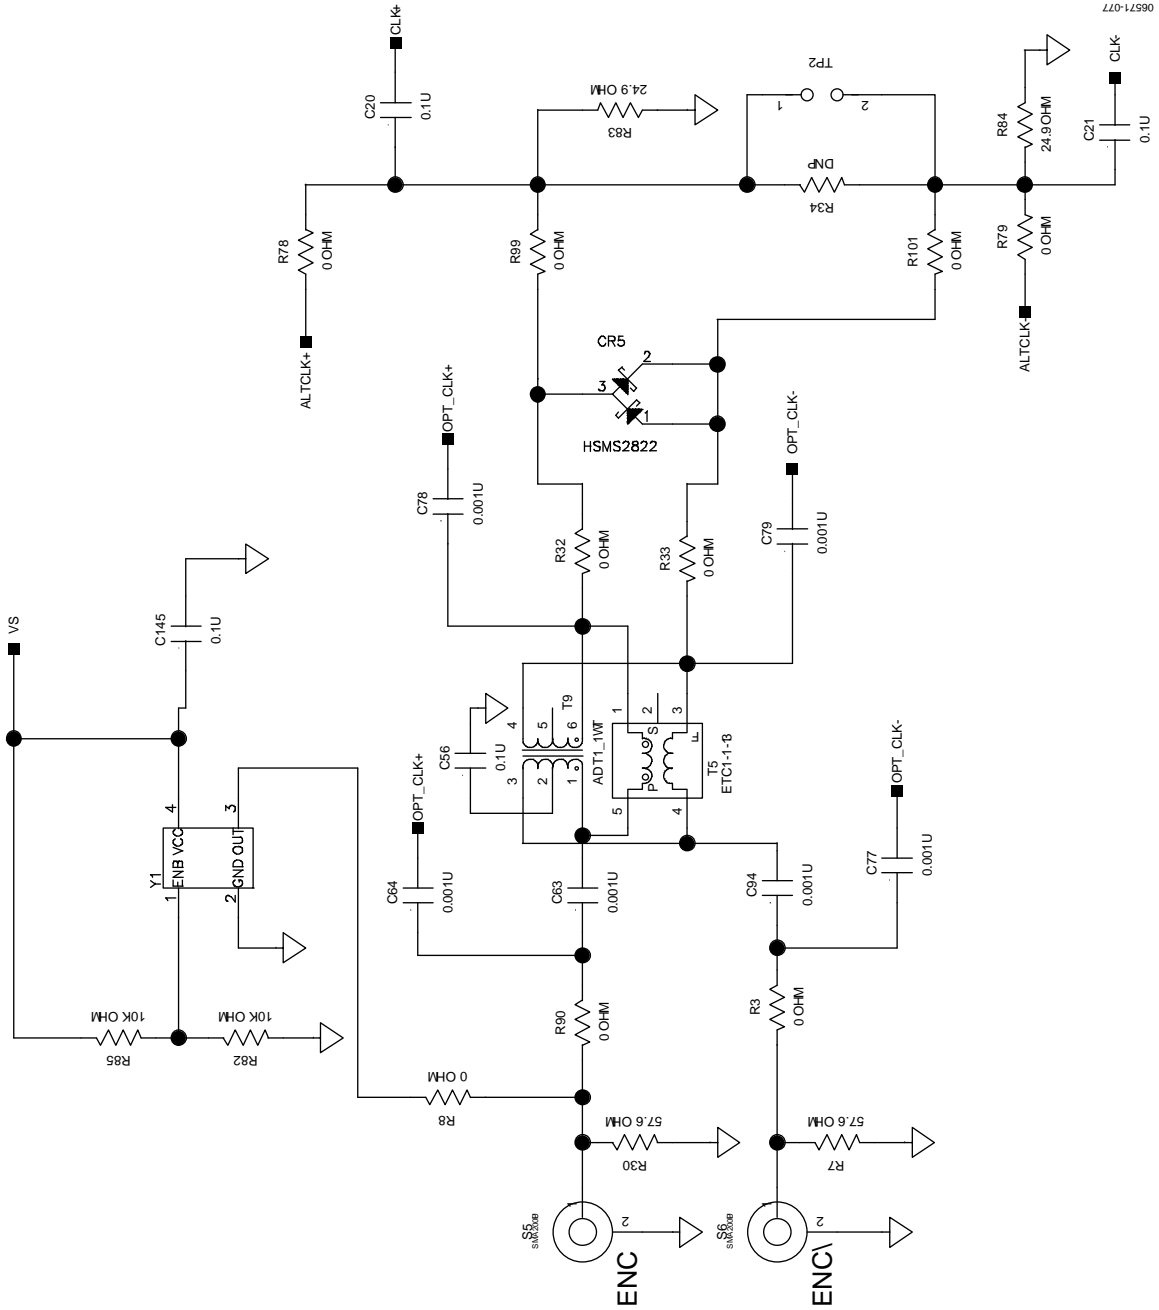 06571-077
CLK+
C20
0.1U
24.9 OHM
R83
TP2
1
2
R84
24.9 OHM
CLK-
C21
0.1U
DNP
R34
R78
0 OHM
R99
0 OHM
R101
0 OHM
R79
0 OHM
ALTCLK+
ALTCLK-
CR5
2
3
1
HSMS2822
OPT_CLK+
OPT_CLK-
C78
0.001U
C79
0.001U
R32
0 OHM
R33
0 OHM
VS
C145
0.1U
T9
4
5
6
3
2
1
ADT1_1WT
C56
0.1U
1
2
3
S
F
P
5
4
T5
ETC1-1-13
OPT_CLK+
OPT_CLK-
Y1
ENB VCC
GND OUT
1
2
4
3
C64
0.001U
C63
0.001U
C94
0.001U
C77
0.001U
10K OHM
R85
10K OHM
R82
R90
0 OHM
R3
0 OHM
0 OHM
R8
57.6 OHM
R30
57.6 OHM
R7
S5
SMA200B
1
2
ENC
S6
SMA200B
1
2
ENC\